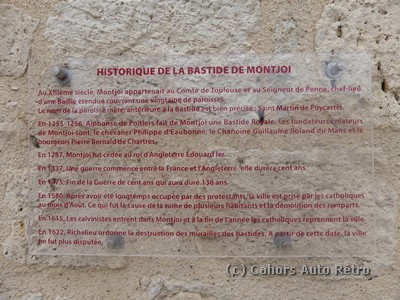 HISTORIQUE DE LA BASTIDE DE MONTJOI
Au XIIIème siècle, Montjoi appartenait au Comte de Toulouse et au Seigneur de Penne, chef-lieu
d'une Baille étendue couvrant une vingtaine de paroisses.
Le nom de la paroisse mère, antérieure à la Bastide est bien précise : Saint Martin de Puycastel.
En 1255-1256, Alphonse de Poitiers fait de Montjoi une Bastide Royale. Les fondateurs créateurs
de Montjoi sont, le chevalier Philippe d'Eaubonne, le Chanoine Guillaume Roland du Mans et le
bourgeois Pierre Bernald de Chartres.
En 1287, Montjoi fut cédée au roi d'Angleterre Edouard Ier.
En 1337, Une guerre commence entre la France et l'Angleterre, elle durera cent ans.
En 1475, Fin de la Guerre de cent ans qui aura duré 138 ans.
En 1580, Après avoir été longtemps occupée par des protestants, la ville est prise par les catholiques
au mois d'Août. Ce qui fut la cause de la ruine de plusieurs habitants et la démolition des remparts.
En 1615, Les calvinistes entrent dans Montjoi et à la fin de l'année les catholiques reprennent la ville.
En 1622, Richelieu ordonne la destruction des murailles des bastides. A partir de cette date, la ville
ne fut plus disputée.
(c) Cahors Auto Rétro